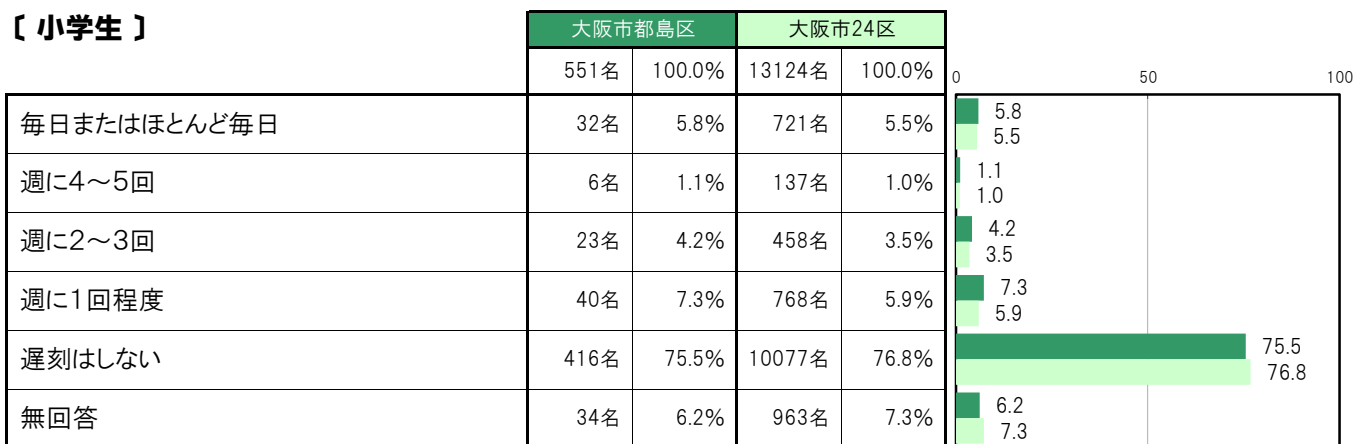 〔 小学生 〕
大阪市都島区 大阪市24区
551名 100.0% 13124名 100.0%
0 50 100
毎日またはほとんど毎日 32名 5.8% 721名 5.5%
5.8
5.5
週に4～5回 6名 1.1% 137名 1.0%
1.1
1.0
週に2～3回 23名 4.2% 458名 3.5%
4.2
3.5
週に1回程度 40名 7.3% 768名 5.9%
7.3
5.9
遅刻はしない 416名 75.5% 10077名 76.8%
75.5
76.8
無回答 34名 6.2% 963名 7.3%
6.2
7.3